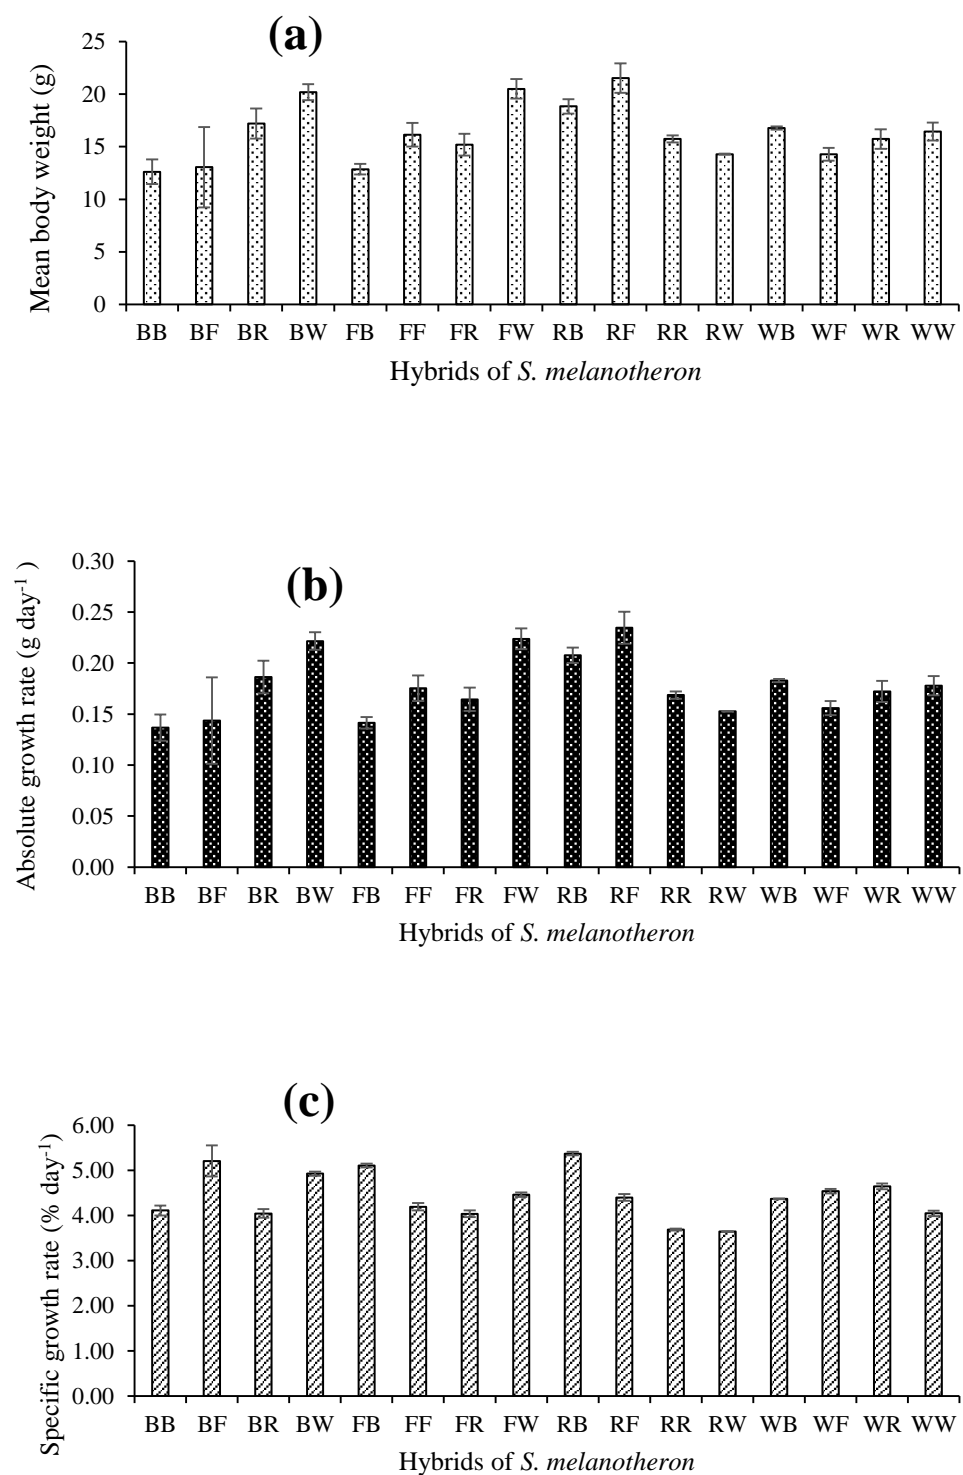 (a)
Mean body weight (g)
25
20
15
10
5
0
BB BF BR BW FB FF FR FW RB RF RR RW WB WF WR WW
Hybrids of S. melanotheron
(b)
Absolute growth rate (g day-1 )
0.30
0.25
0.20
0.15
0.10
0.05
0.00
BB BF BR BW FB FF FR FW RB RF RR RW WB WF WR WW
Hybrids of S. melanotheron
(c)
Specific growth rate (% day-1)
6.00
5.00
4.00
3.00
2.00
1.00
0.00
BB BF BR BW FB FF FR FW RB RF RR RW WB WF WR WW
Hybrids of S. melanotheron